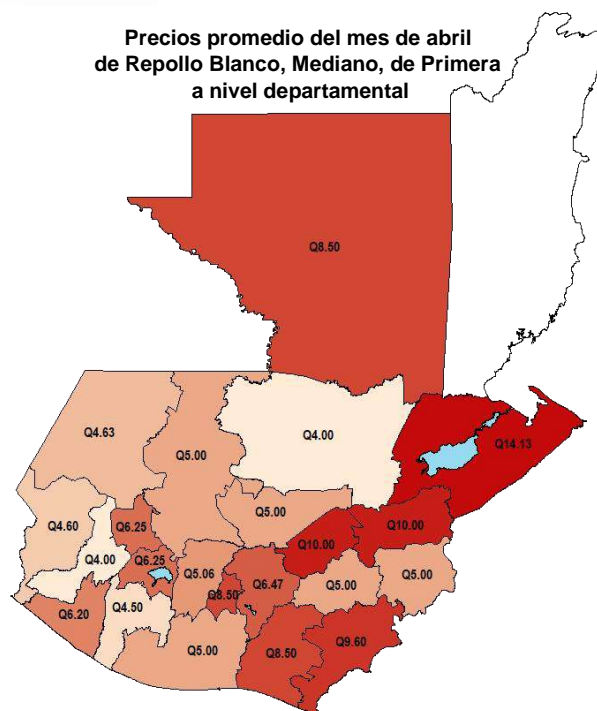 Precios promedio del mes de abril
de Repollo Blanco, Mediano, de Primera
a nivel departamental
Q8.50
Q4.63
Q5.00
Q4.00
Q14.13
Q4.60
Q6.25
Q5.00
Q10.00
Q10.00
Q4.00
Q6.25
Q5.06
Q8.50
Q6.47
Q5.00
Q5.00
Q6.20
Q4.50
Q5.00
Q8.50
Q9.60